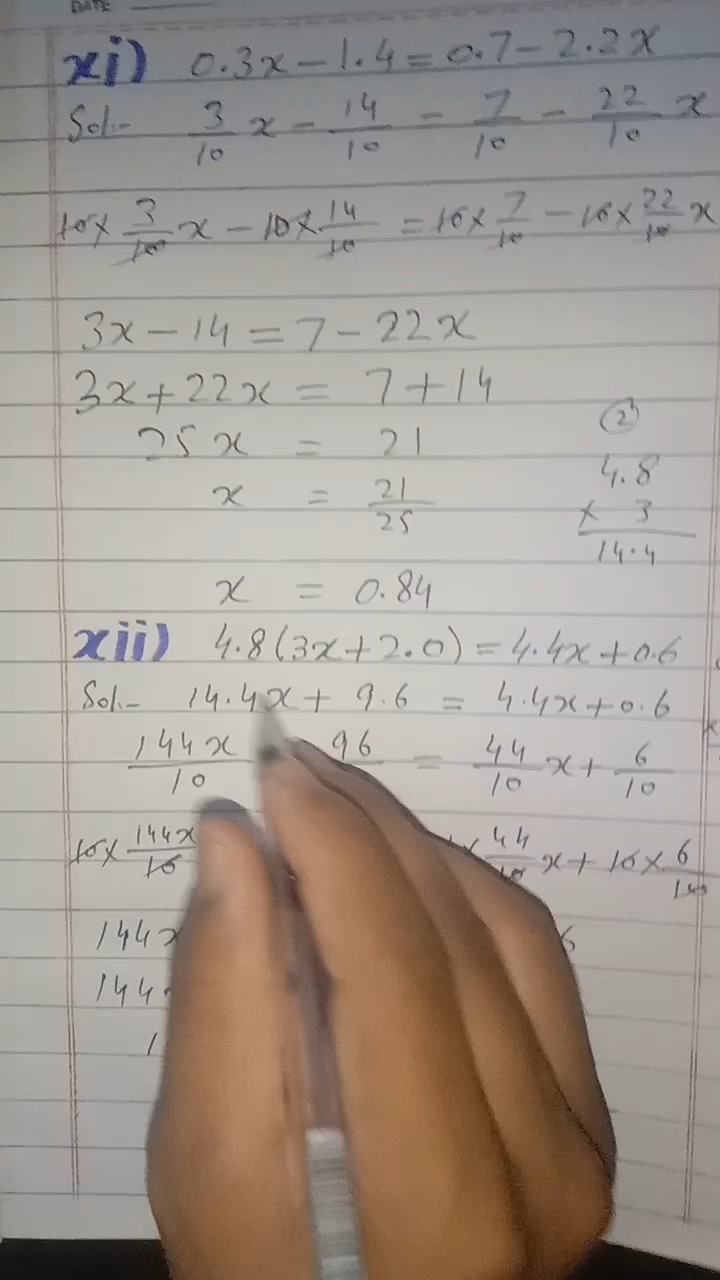 DATE
xi) 0.3x - 1.4 = 0.7 - 2.2x
Sol:- 3/10 x - 14/10 - 7/10 - 22/10 x
10 × 3/10 x - 10 × 14/10 = 10 × 7/10 - 10 × 22/10 x
3x - 14 = 7 - 22x
3x + 22x = 7 + 14
25x = 21
x = 21/25
x = 0.84
2
4.8
× 3
14.4
xii) 4.8(3x + 2.0) = 4.4x + 0.6
Sol:- 14.4x + 9.6 = 4.4x + 0.6
144x/10 96 = 44/10 x + 6/10
10 × 144x/10 × 44/10 x + 10 × 6/10
144x 6
144
1